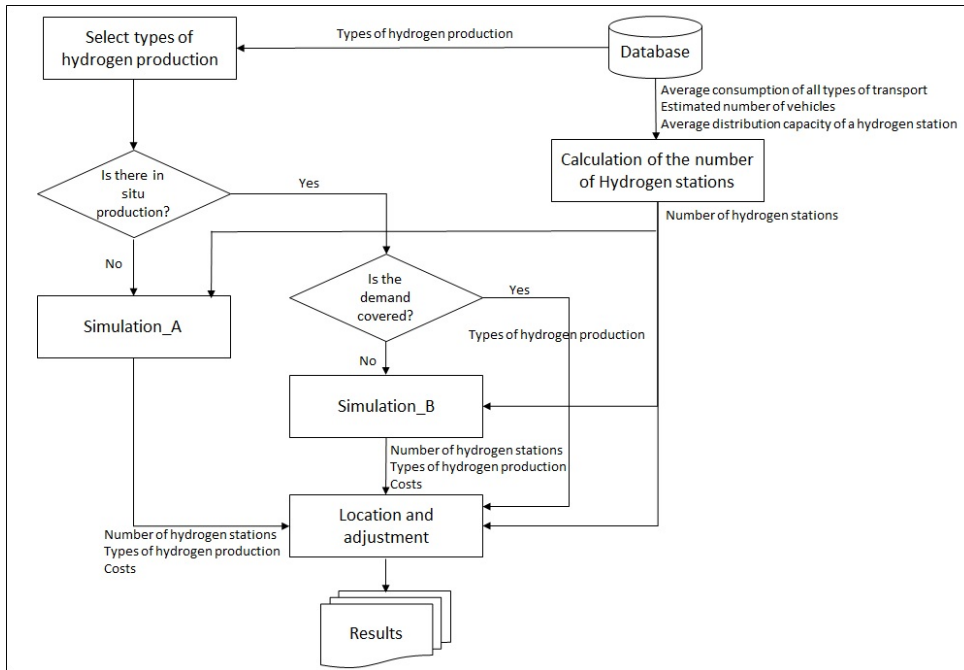 Select types of
hydrogen production
Types of hydrogen production
Database
Average consumption of all types of transport
Estimated number of vehicles
Average distribution capacity of a hydrogen station
Calculation of the number
of Hydrogen stations
Number of hydrogen stations
Is there in
situ
production?
Yes
No
Is the
demand
covered?
Yes
Types of hydrogen production
No
Simulation_A
Simulation_B
Number of hydrogen stations
Types of hydrogen production
Costs
Location and
adjustment
Number of hydrogen stations
Types of hydrogen production
Costs
Results